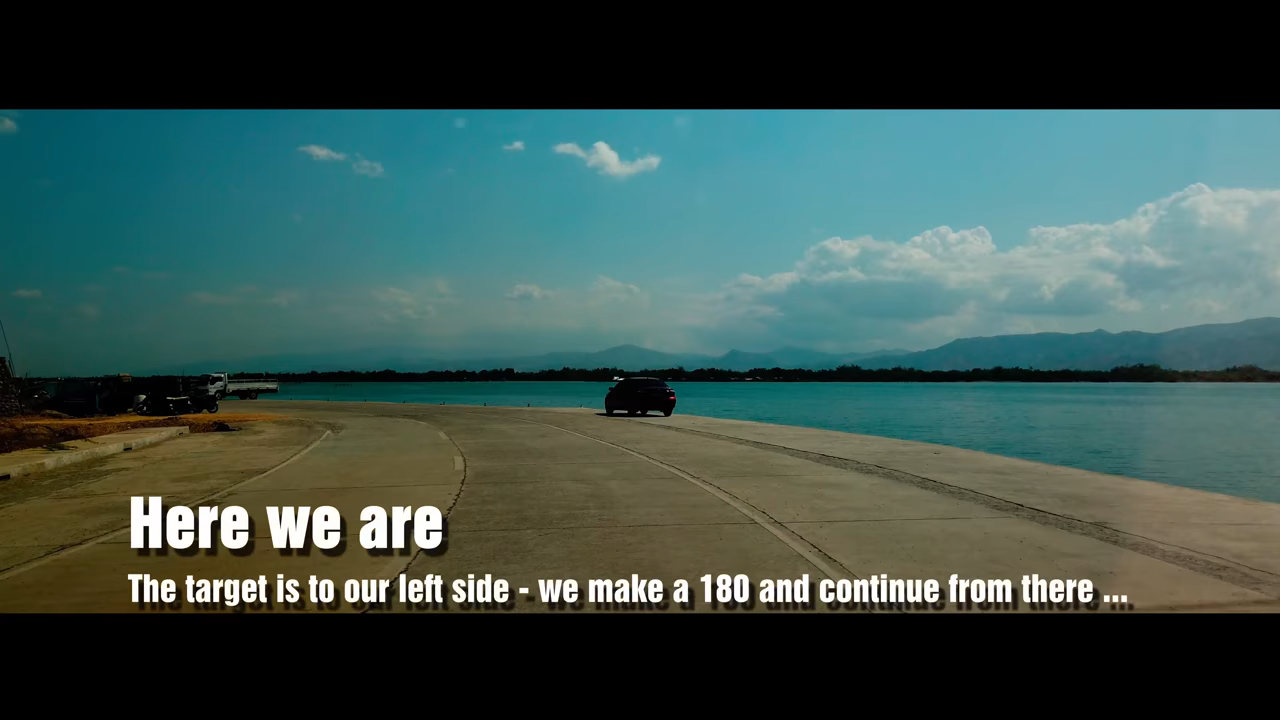 Here we are
The target is to our left side - we make a 180 and continue from there ...